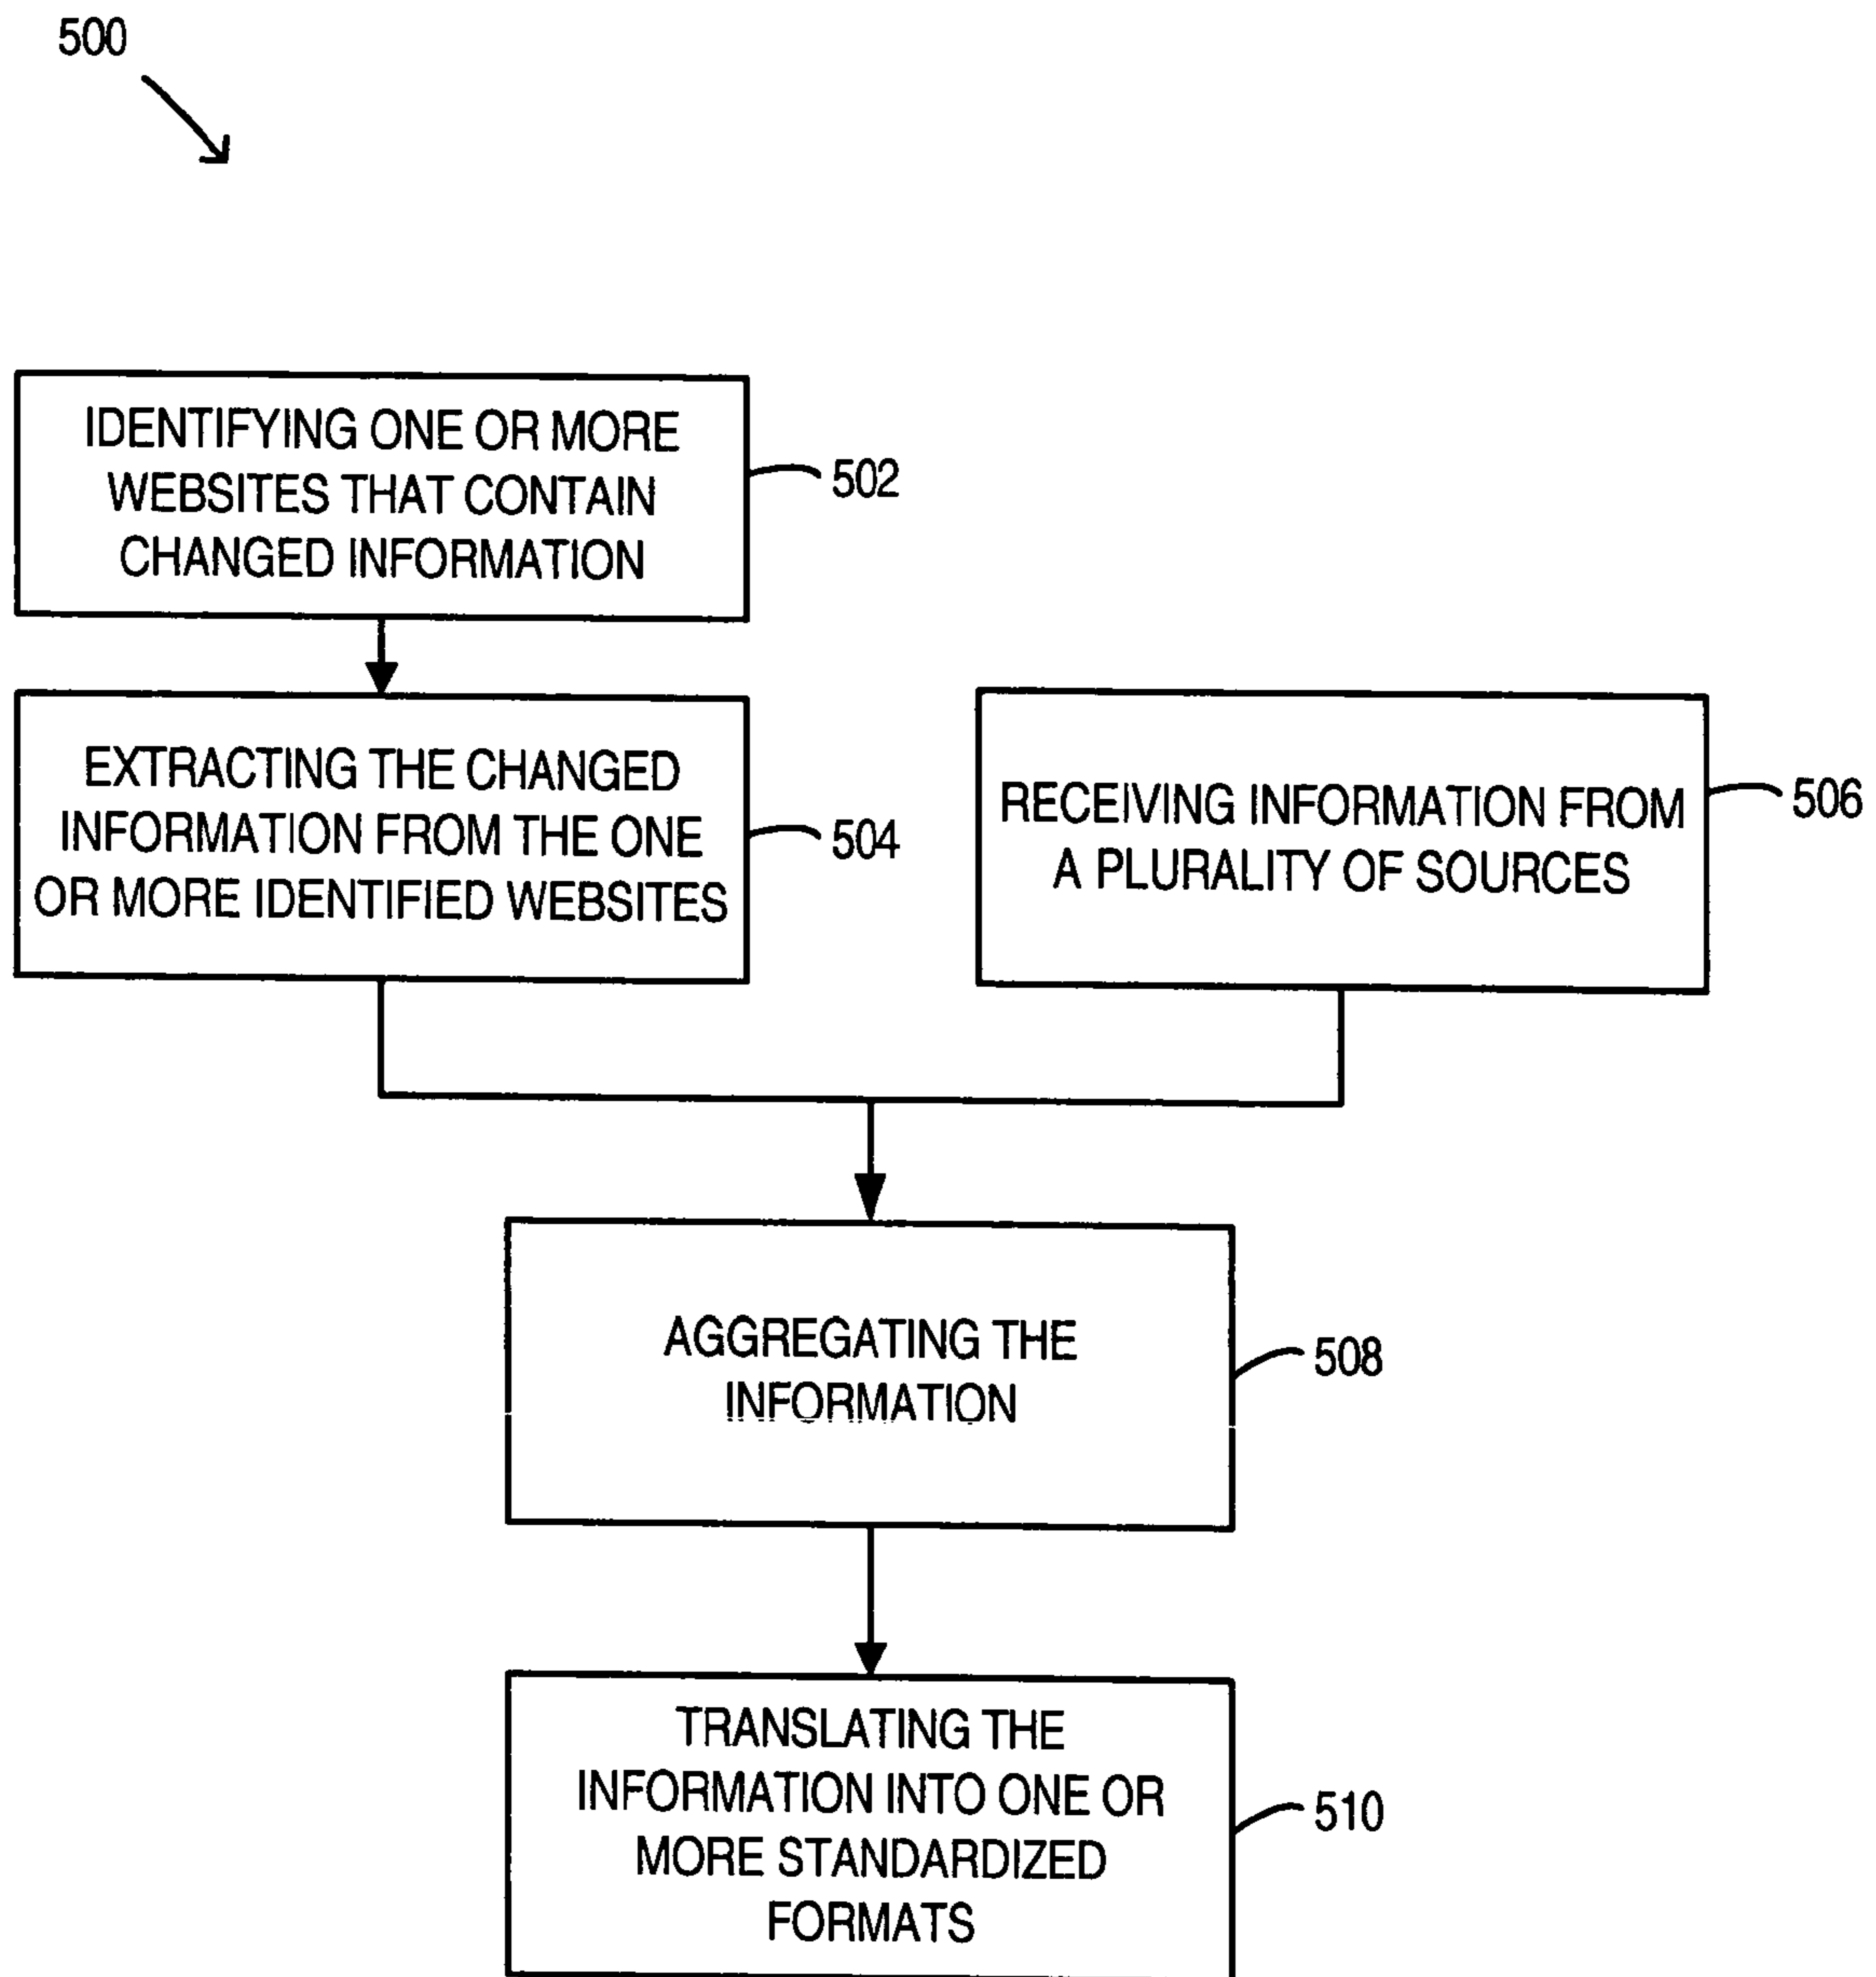 500
IDENTIFYING ONE OR MORE
WEBSITES THAT CONTAIN
CHANGED INFORMATION
502
EXTRACTING THE CHANGED
INFORMATION FROM THE ONE
OR MORE IDENTIFIED WEBSITES
504
RECEIVING INFORMATION FROM
A PLURALITY OF SOURCES
506
AGGREGATING THE
INFORMATION
508
TRANSLATING THE
INFORMATION INTO ONE OR
MORE STANDARDIZED
FORMATS
510